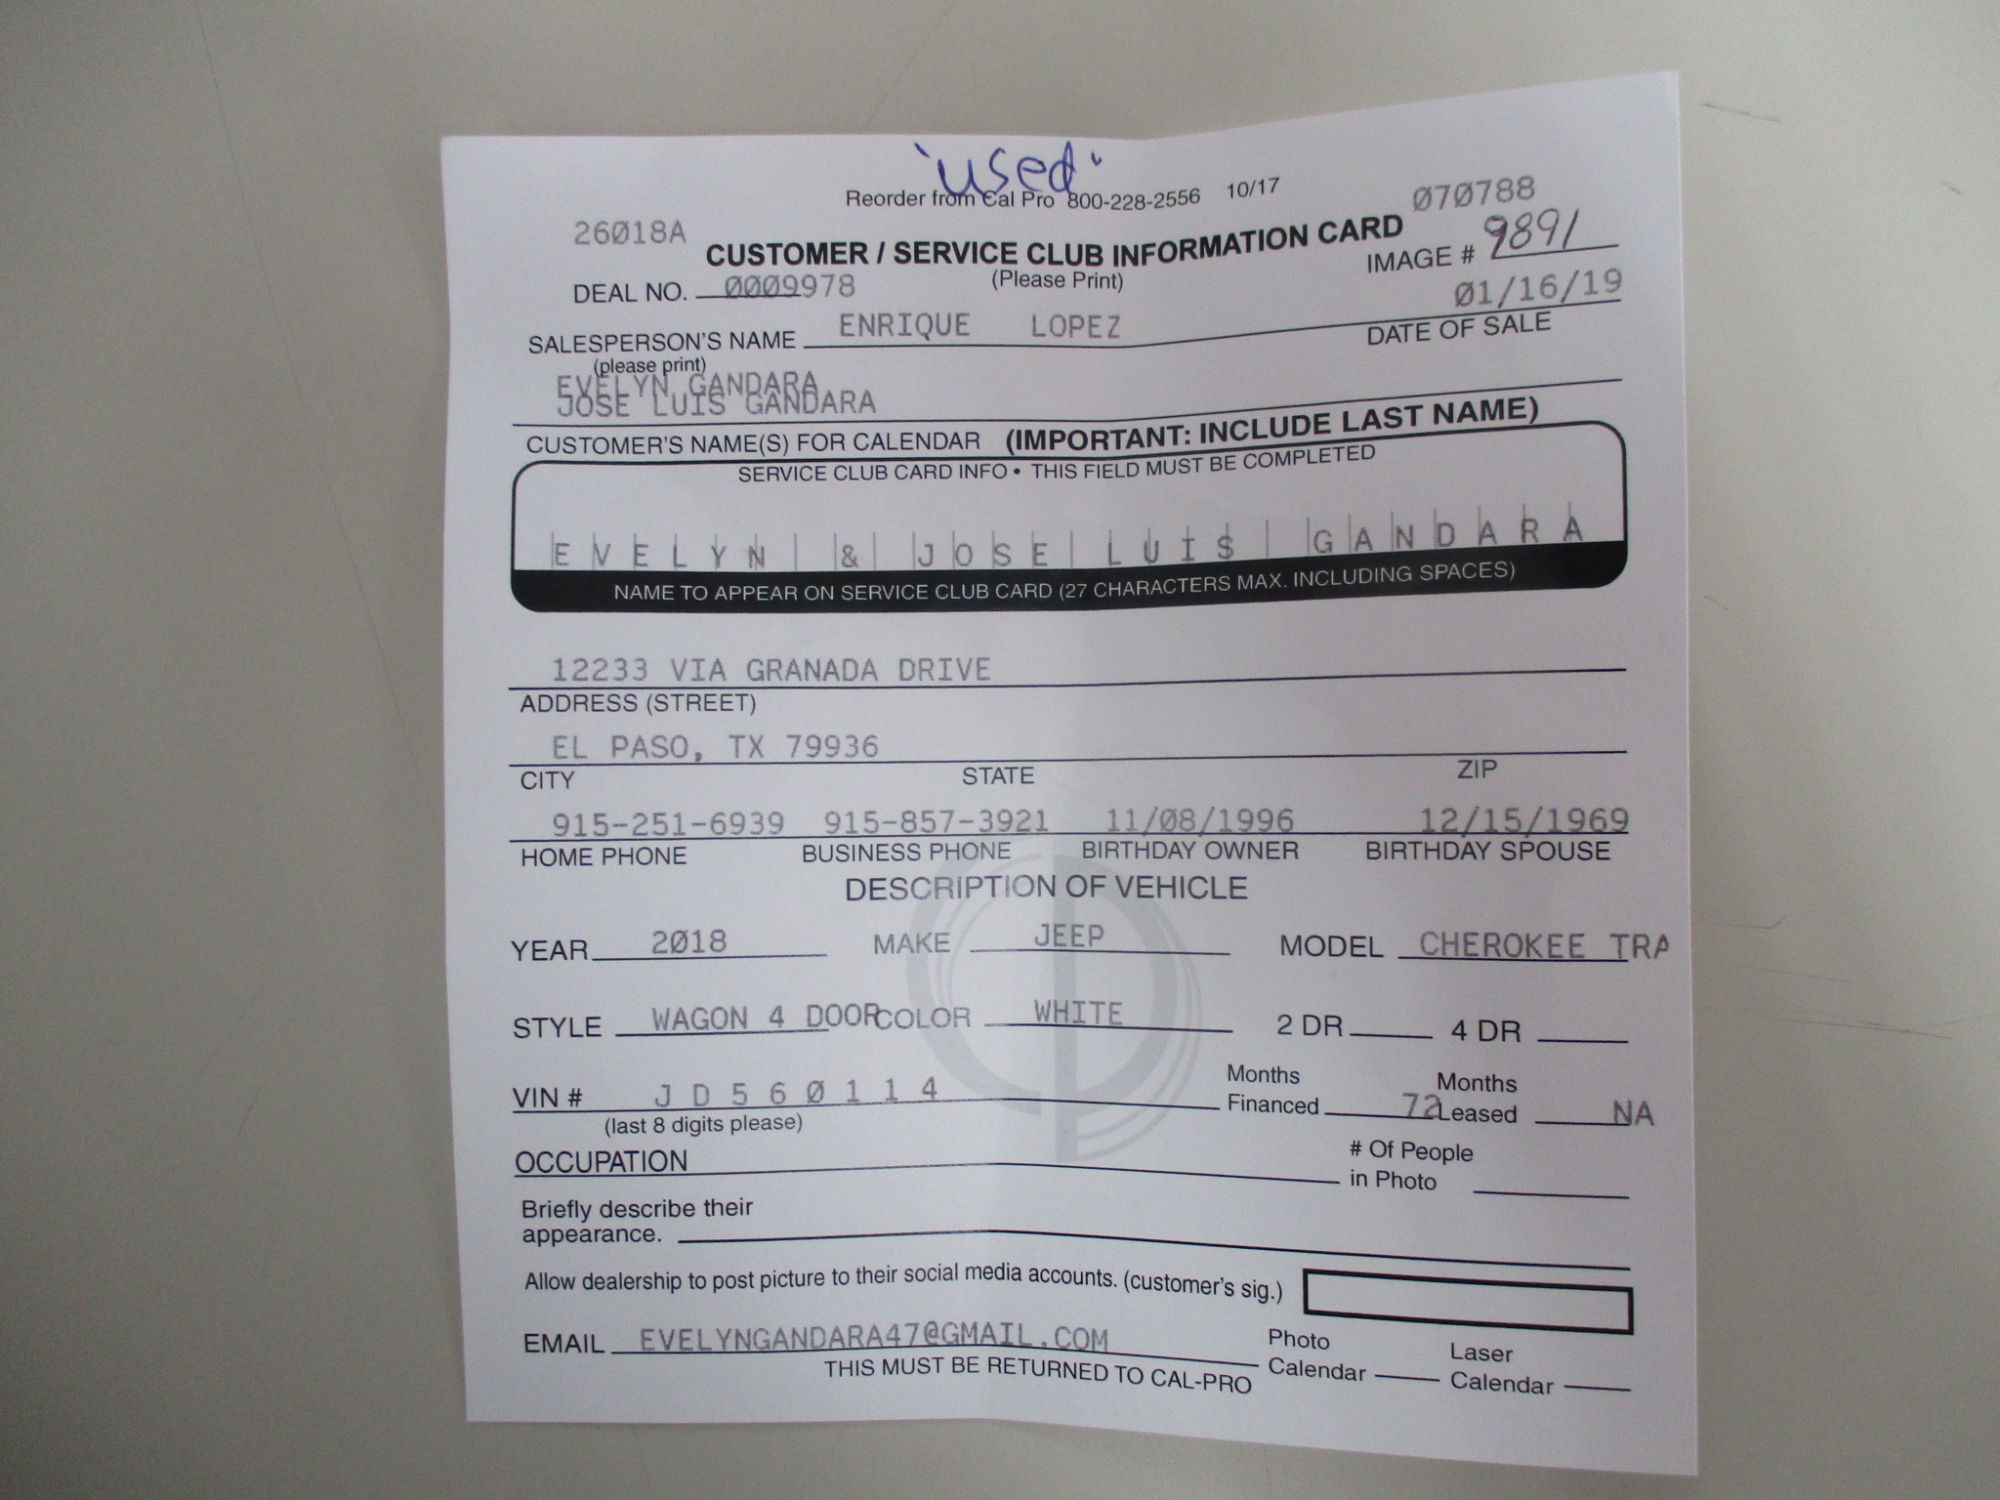 "used"
Reorder from Cal Pro 800-228-2556 10/17
26018A 070788
CUSTOMER / SERVICE CLUB INFORMATION CARD
(Please Print)
IMAGE # 9891
DEAL NO. 0009978
01/16/19
DATE OF SALE
SALESPERSON'S NAME ENRIQUE LOPEZ
(please print)
EVELYN GANDARA
JOSE LUIS GANDARA
CUSTOMER'S NAME(S) FOR CALENDAR (IMPORTANT: INCLUDE LAST NAME)
SERVICE CLUB CARD INFO • THIS FIELD MUST BE COMPLETED
EVELYN & JOSE LUIS GANDARA
NAME TO APPEAR ON SERVICE CLUB CARD (27 CHARACTERS MAX. INCLUDING SPACES)
12233 VIA GRANADA DRIVE
ADDRESS (STREET)
EL PASO, TX 79936
CITY STATE ZIP
915-251-6939 915-857-3921 11/08/1996 12/15/1969
HOME PHONE BUSINESS PHONE BIRTHDAY OWNER BIRTHDAY SPOUSE
DESCRIPTION OF VEHICLE
YEAR 2018 MAKE JEEP MODEL CHEROKEE TRA
STYLE WAGON 4 DOOR COLOR WHITE 2 DR 4 DR
VIN # J D 5 6 0 1 1 4 Months Financed 72 Months Leased NA
(last 8 digits please)
OCCUPATION # Of People in Photo
Briefly describe their
appearance.
Allow dealership to post picture to their social media accounts. (customer's sig.)
EMAIL EVELYNGANDARA47@GMAIL.COM Photo Calendar Laser Calendar
THIS MUST BE RETURNED TO CAL-PRO